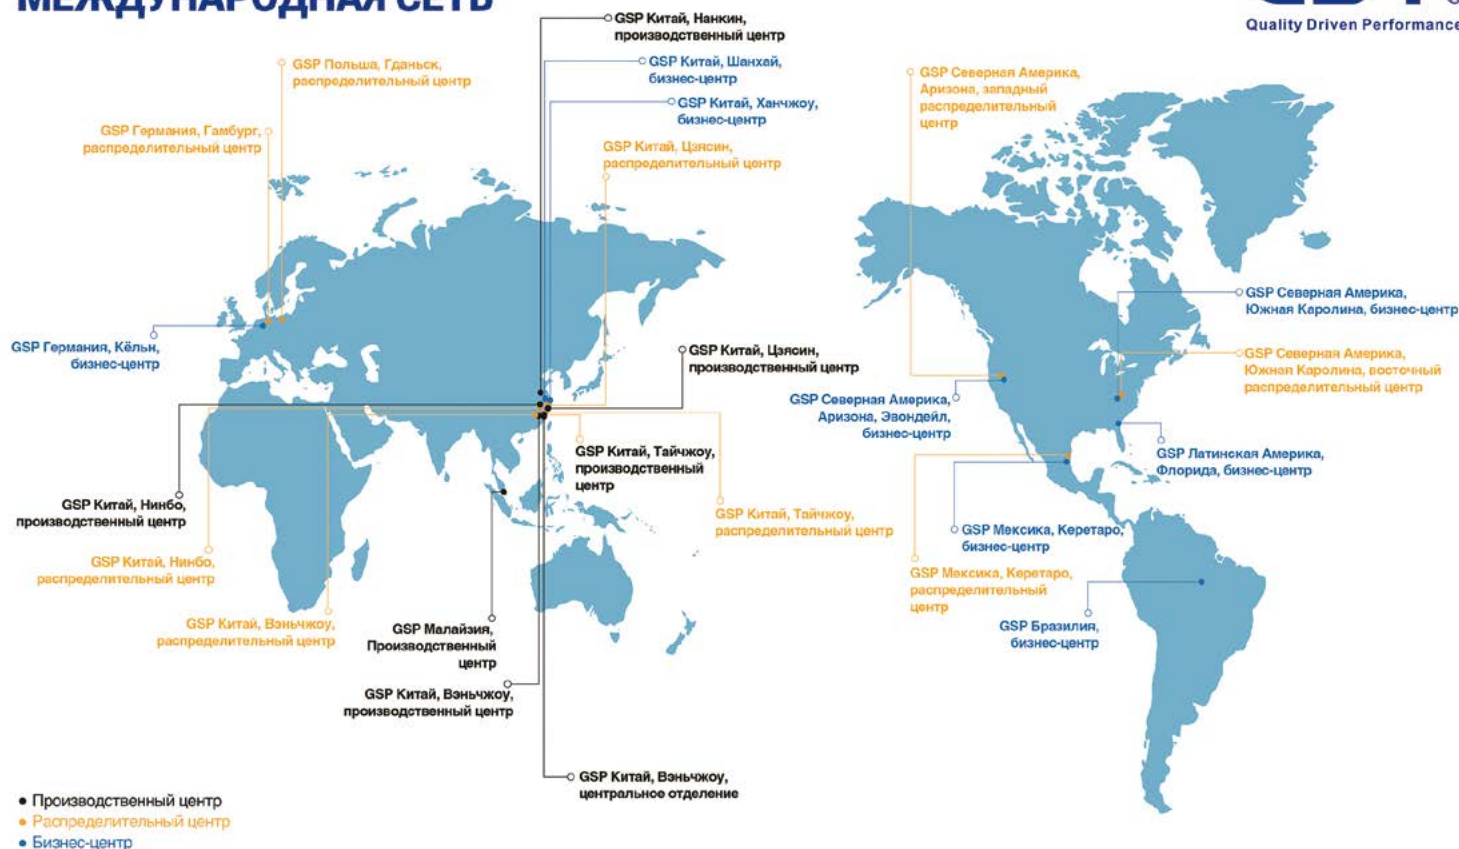 МЕЖДУНАРОДНАЯ СЕТЬ
Quality Driven Performance
GSP Китай, Нанкин,
производственный центр
GSP Китай, Шанхай,
бизнес-центр
GSP Китай, Ханчжоу,
бизнес-центр
GSP Китай, Цзясин,
распределительный центр
GSP Польша, Гданьск,
распределительный центр
GSP Германия, Гамбург,
распределительный центр
GSP Германия, Кёльн,
бизнес-центр
GSP Китай, Цзясин,
производственный центр
GSP Китай, Тайчжоу,
производственный
центр
GSP Китай, Тайчжоу,
распределительный центр
GSP Китай, Нинбо,
производственный центр
GSP Китай, Нинбо,
распределительный центр
GSP Китай, Вэньчжоу,
распределительный центр
GSP Малайзия,
Производственный
центр
GSP Китай, Вэньчжоу,
производственный центр
GSP Китай, Вэньчжоу,
центральное отделение
GSP Северная Америка,
Аризона, западный
распределительный
центр
GSP Северная Америка,
Южная Каролина, бизнес-центр
GSP Северная Америка,
Южная Каролина, восточный
распределительный центр
GSP Северная Америка,
Аризона, Эвондейл,
бизнес-центр
GSP Латинская Америка,
Флорида, бизнес-центр
GSP Мексика, Керетаро,
бизнес-центр
GSP Мексика, Керетаро,
распределительный
центр
GSP Бразилия,
бизнес-центр
Производственный центр
Распределительный центр
Бизнес-центр